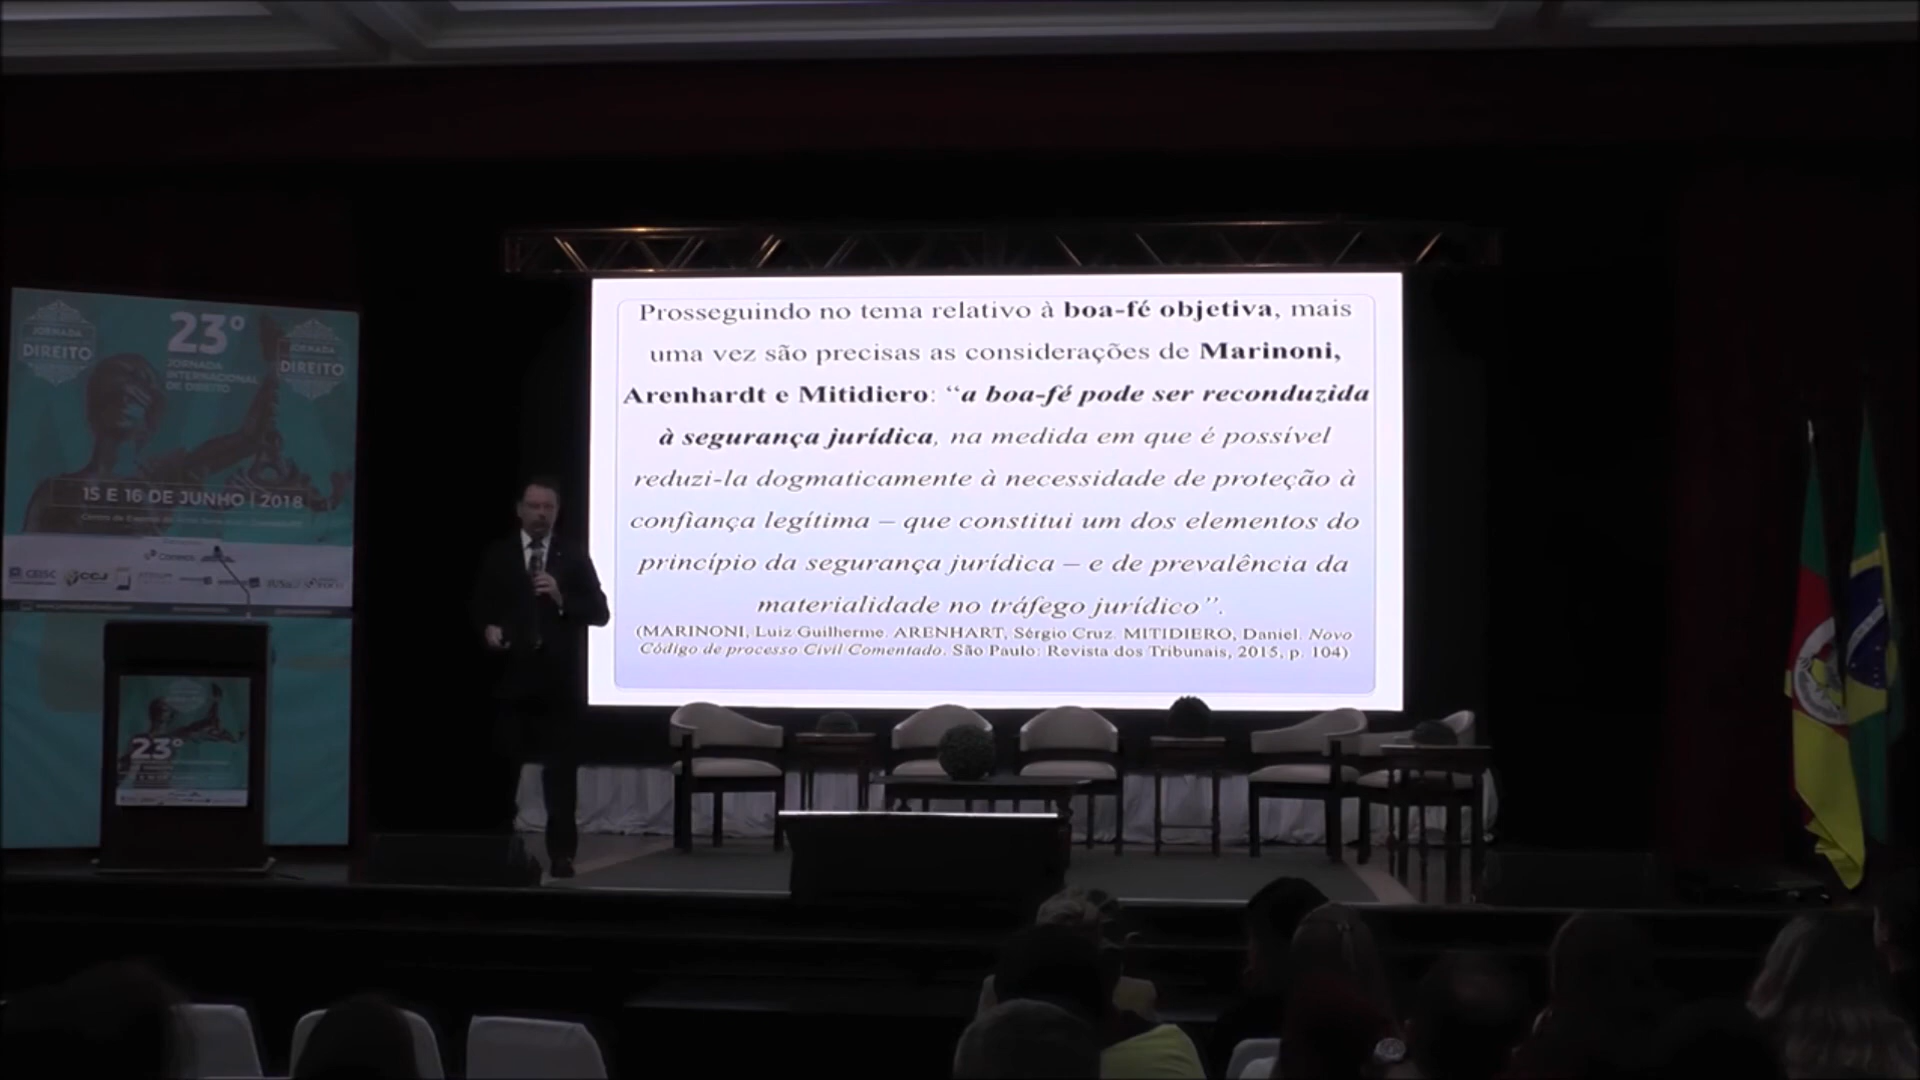 Prosseguindo no tema relativo à boa-fé objetiva, mais
uma vez são precisas as considerações de Marinoni,
Arenhardt e Mitidiero: “a boa-fé pode ser reconduzida
à segurança jurídica, na medida em que é possível
reduzi-la dogmaticamente à necessidade de proteção à
confiança legítima – que constitui um dos elementos do
princípio da segurança jurídica – e de prevalência da
materialidade no tráfego jurídico”.
(MARINONI, Luiz Guilherme. ARENHART, Sérgio Cruz. MITIDIERO, Daniel. Novo
Código de processo Civil Comentado. São Paulo: Revista dos Tribunais, 2015, p. 104)
JORNADA
DIREITO
23º
JORNADA
INTERNACIONAL
DE DIREITO
JORNADA
DIREITO
15 E 16 DE JUNHO | 2018
CEISC
CCJ
23º